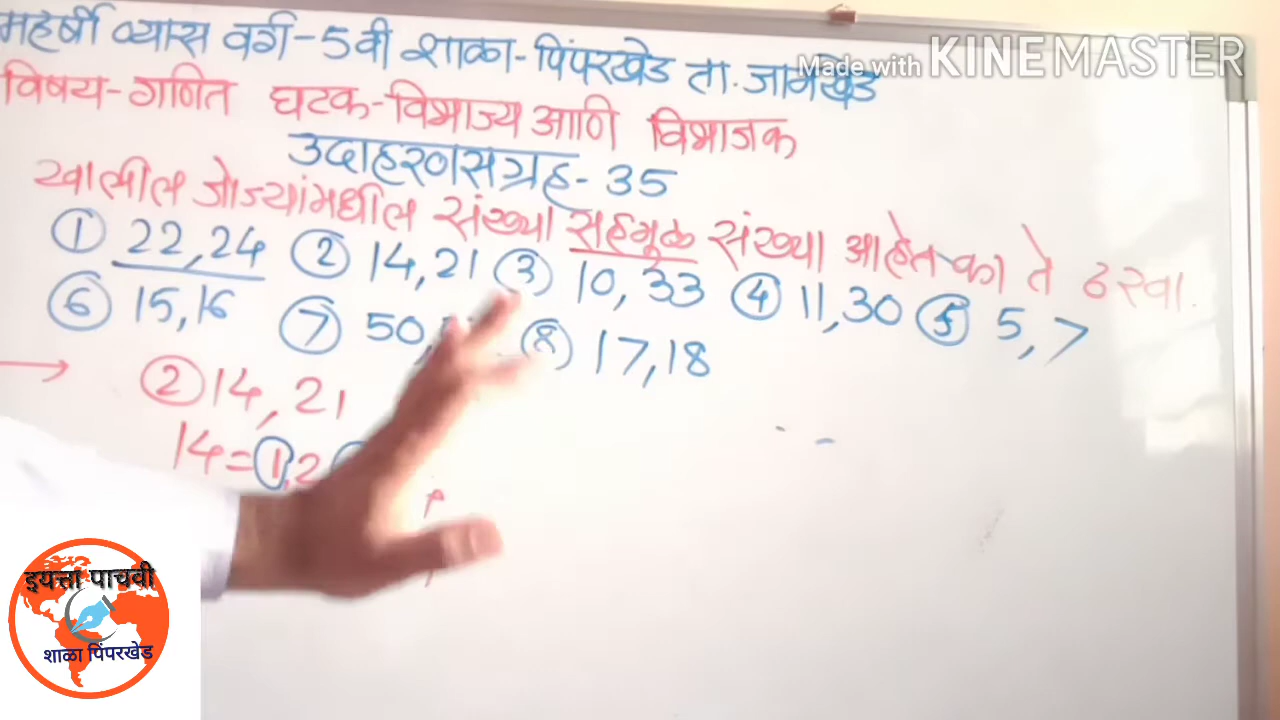 महर्षी व्यास वर्ग-5वी शाळा-पिंपरखेड ता. जामखेड
Made with KINEMASTER
विषय-गणित घटक-विभाज्य आणि विभाजक
उदाहरणसंग्रह-35
खालील जोड्यांमधील संख्या सहमूळ संख्या आहेत का ते ठरवा.
① 22,24 ② 14,21 ③ 10,33 ④ 11,30 ⑤ 5,7
⑥ 15,16 ⑦ 50, ⑧ 17,18
→ ② 14,21
14=1,2
इयत्ता पाचवी
शाळा पिंपरखेड